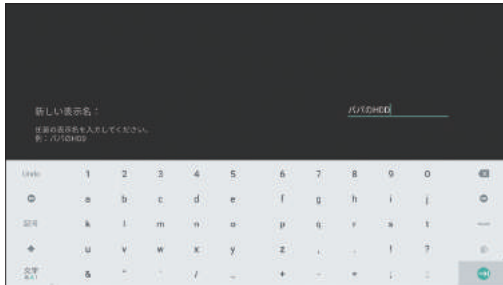 新しい表示名：
パパのHDD
任意の表示名を入力してください。
例：パパのHDD
Undo 1 2 3 4 5 6 7 8 9 0
a b c d e f g h i j
記号 k l m n o p q r s t
u v w x y z , . ! ?
文字 & " ' / _ + - = ; :